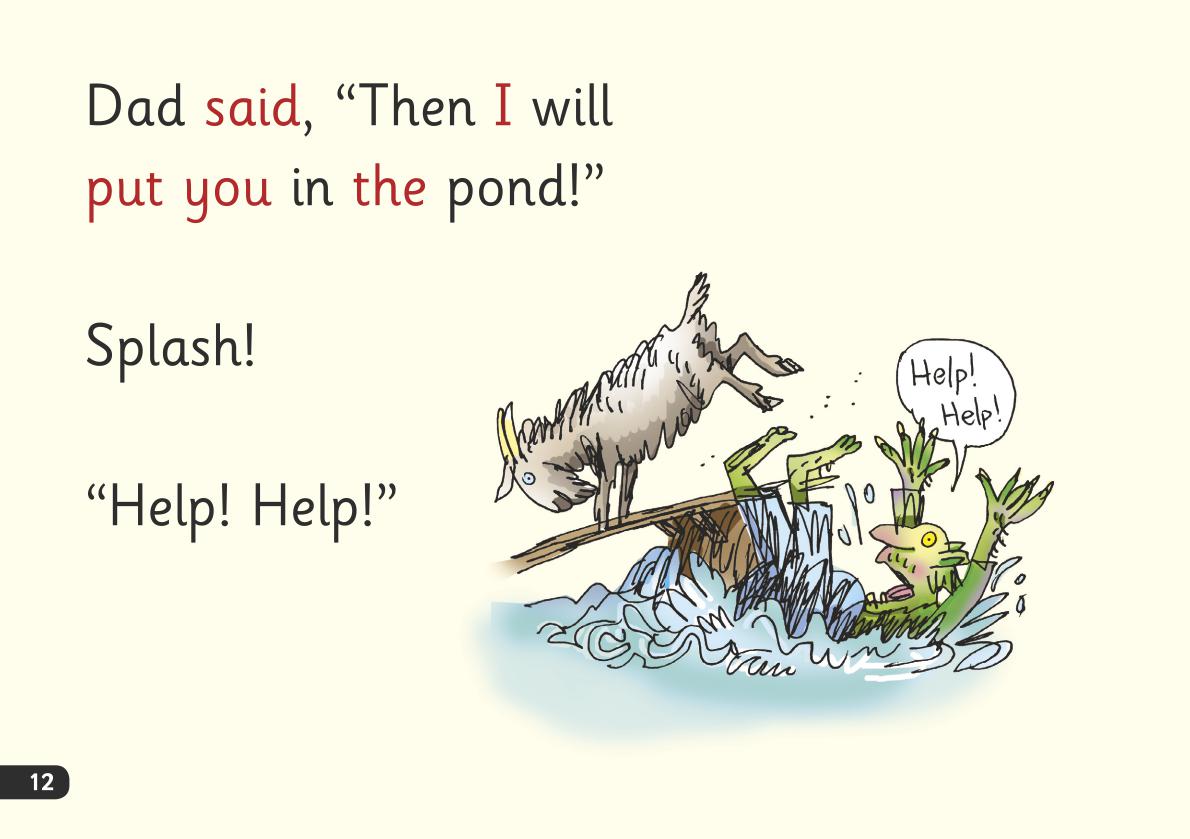 Dad said, “Then I will
put you in the pond!”
Splash!
“Help! Help!”
Help!
Help!
12